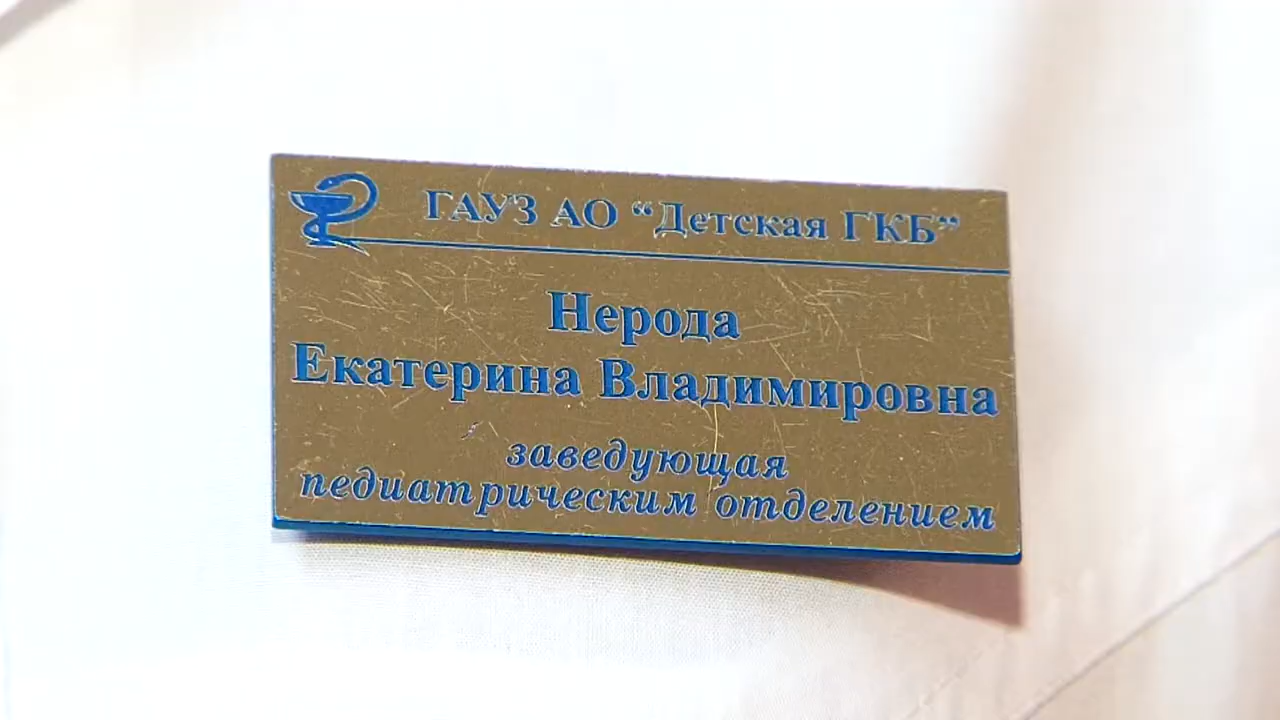 ГАУЗ АО “Детская ГКБ”
Нерода
Екатерина Владимировна
заведующая
педиатрическим отделением